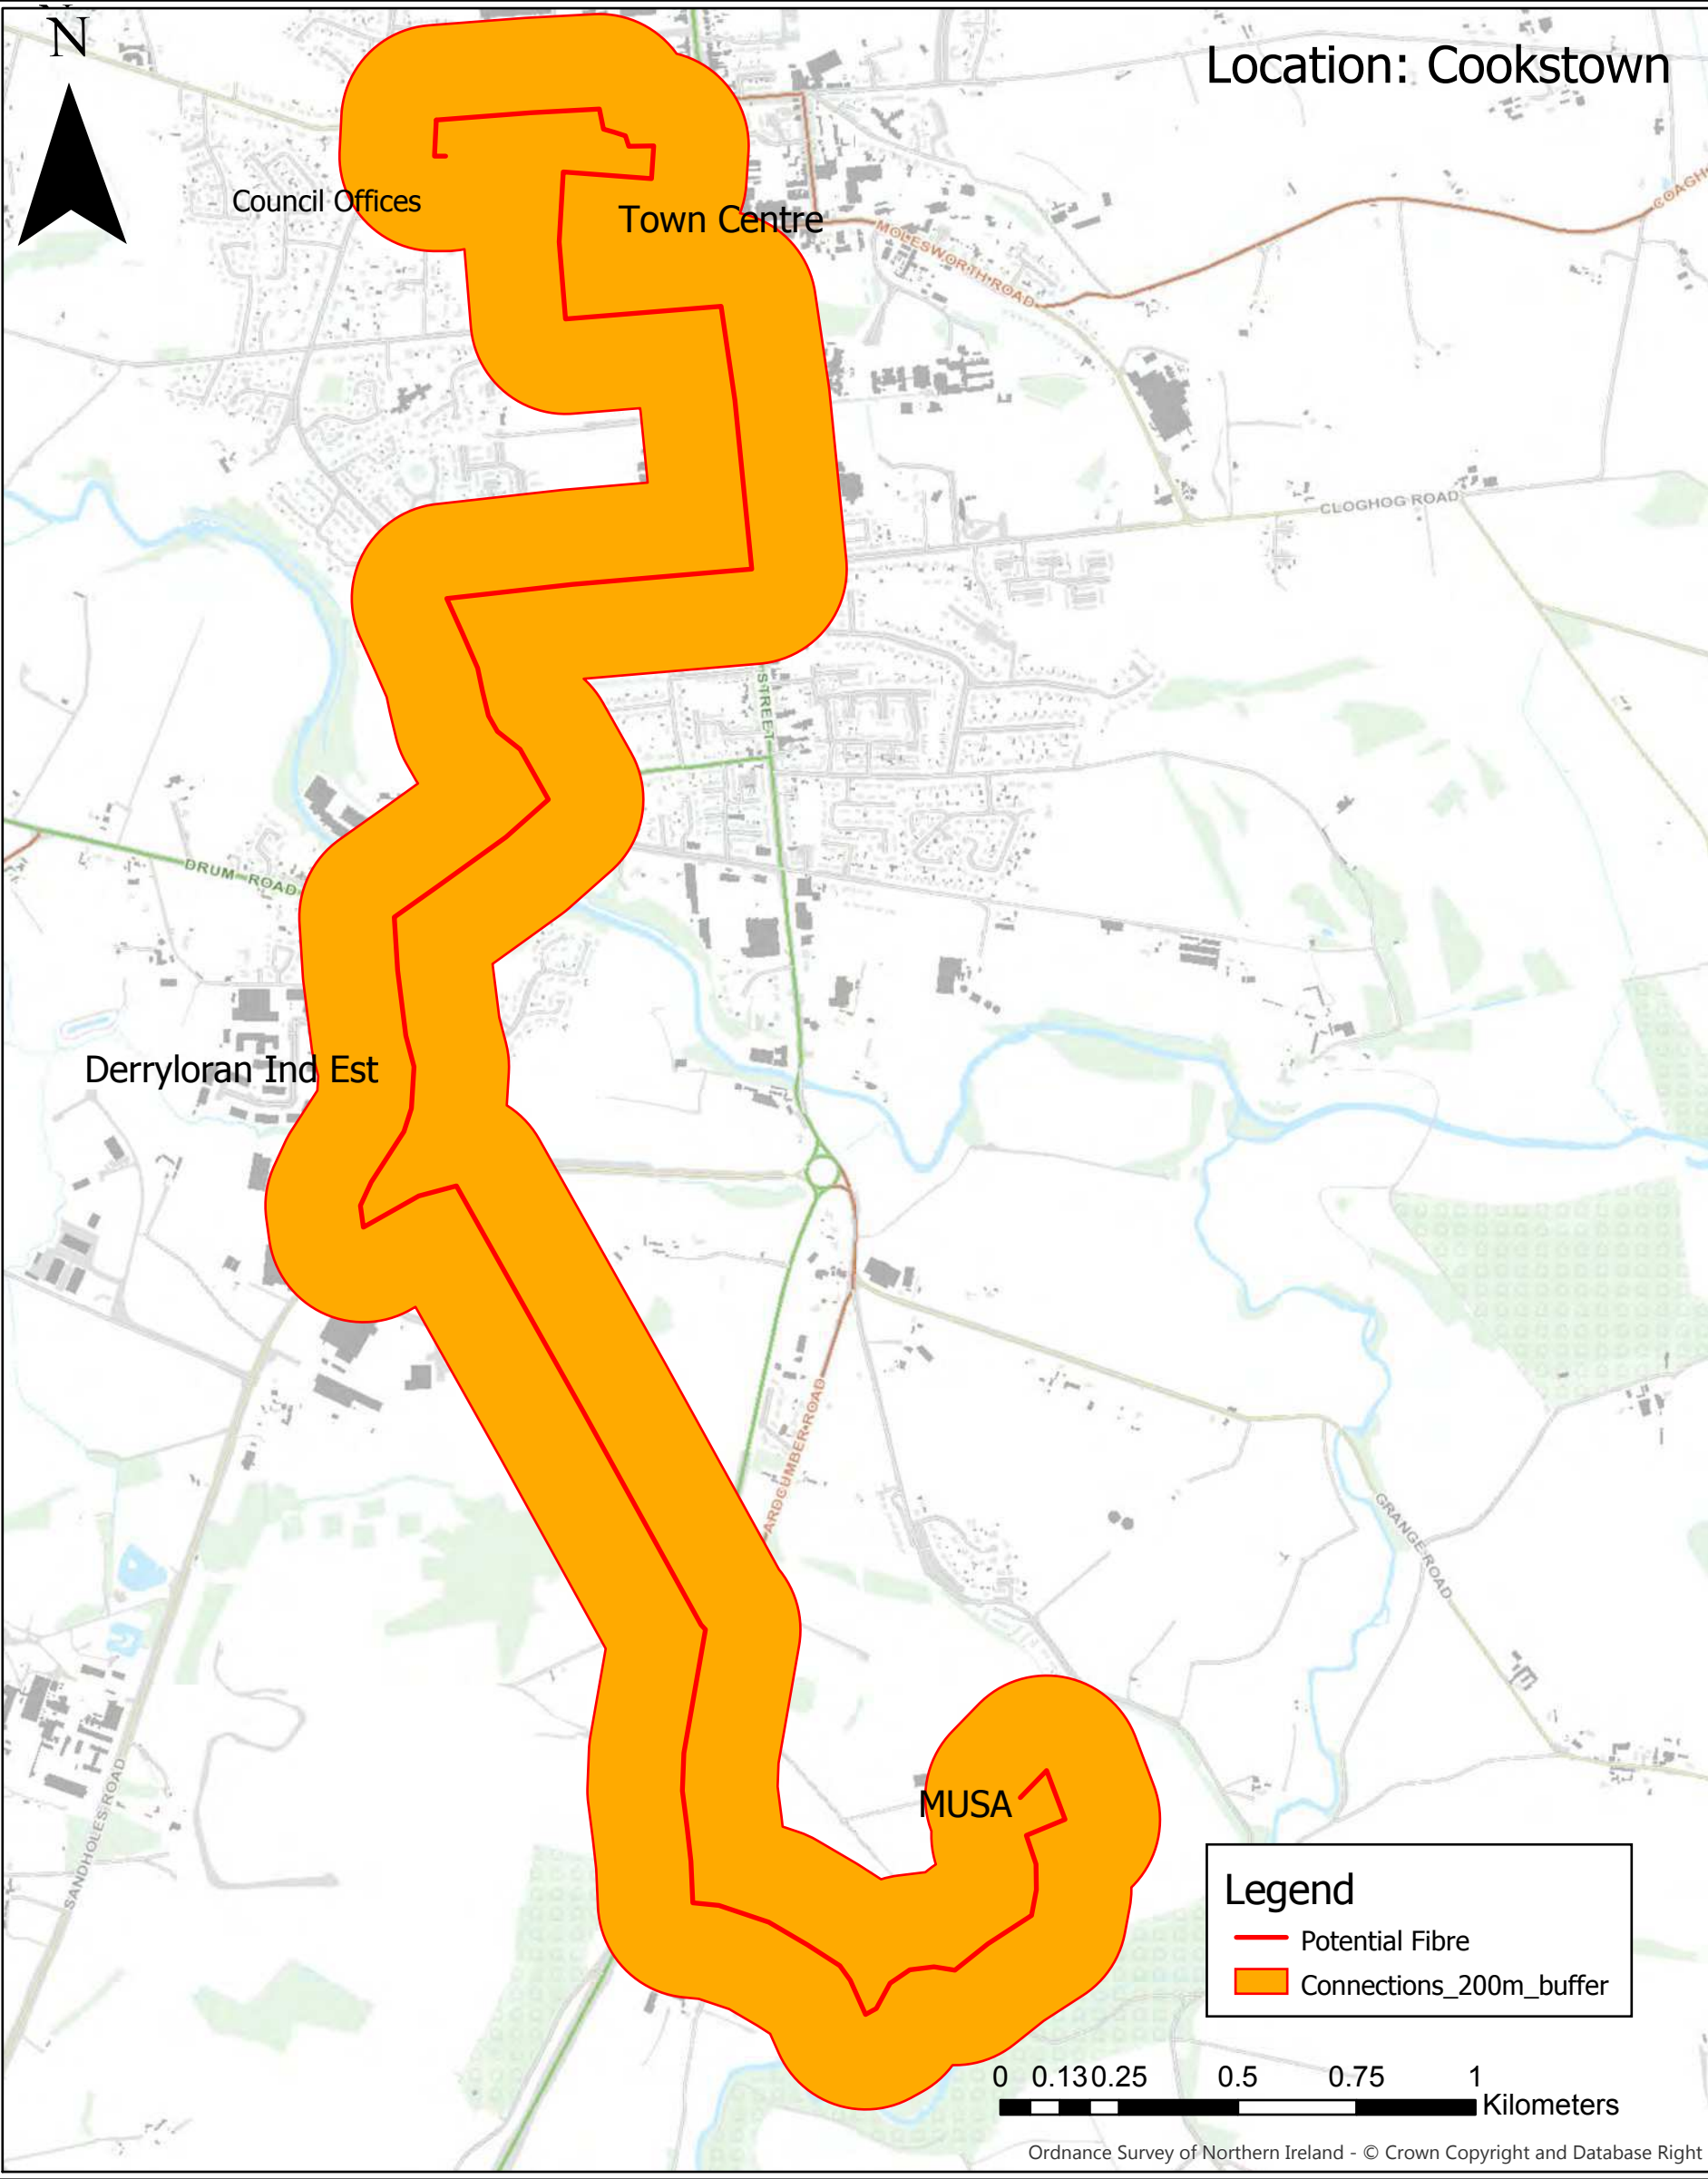 N
Location: Cookstown
COAGH
Council Offices
Town Centre
MOLESWORTH ROAD
CLOGHOG ROAD
STREET
DRUM ROAD
Derryloran Ind Est
ARDCUMBER ROAD
GRANGE ROAD
SANDHOLES ROAD
MUSA
Legend
Potential Fibre
Connections_200m_buffer
0 0.13 0.25 0.5 0.75 1
Kilometers
Ordnance Survey of Northern Ireland - © Crown Copyright and Database Right